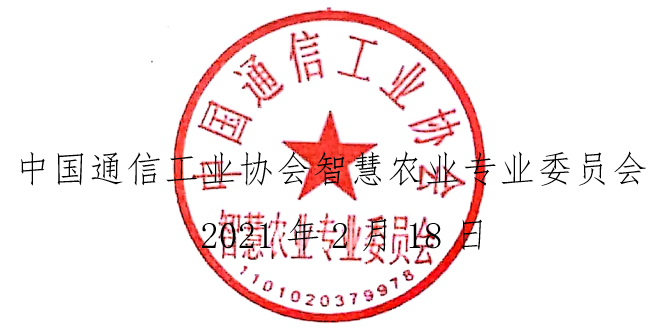 中国通信工业协会
中国通信工业协会智慧农业专业委员会
2021 年 2 月 18 日
智慧农业专业委员会
1101020379978